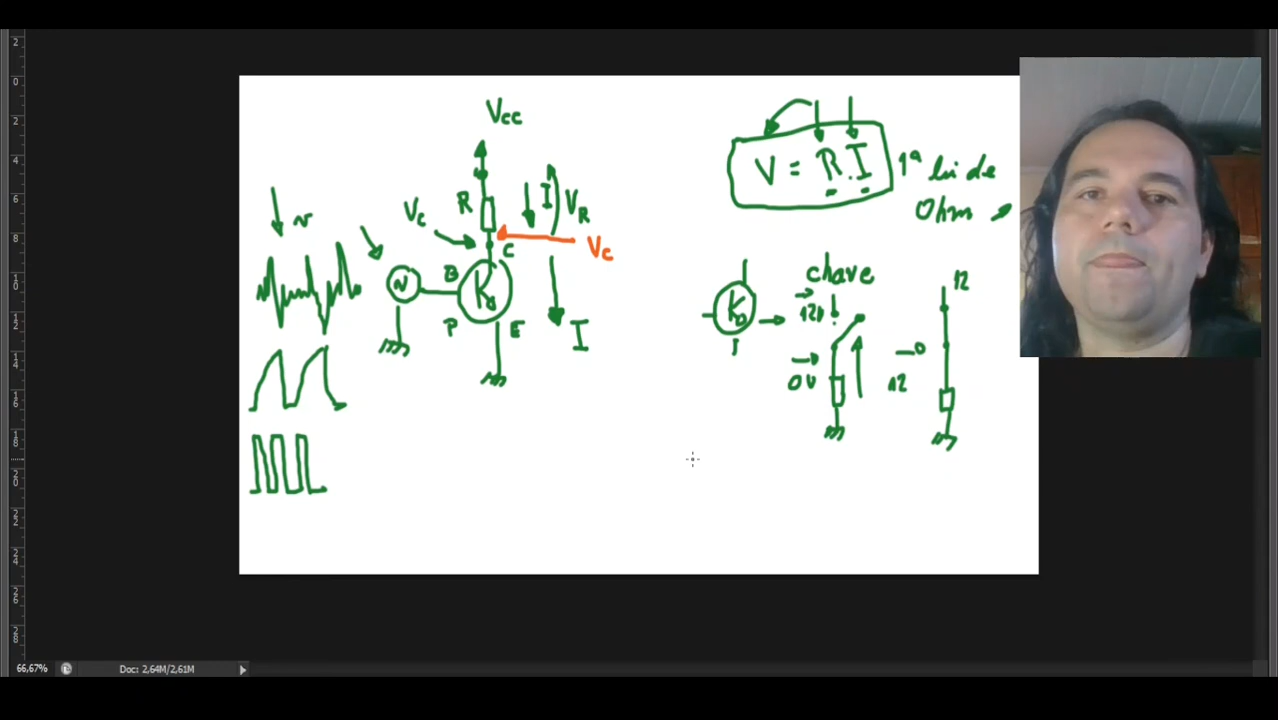 Vcc
R
I
VR
Vc
Vc
C
B
P
E
I
~
V = R.I
1ª lei de
Ohm
chave
12V
0V
12
0
12
66,67%
Doc: 2,64M/2,61M